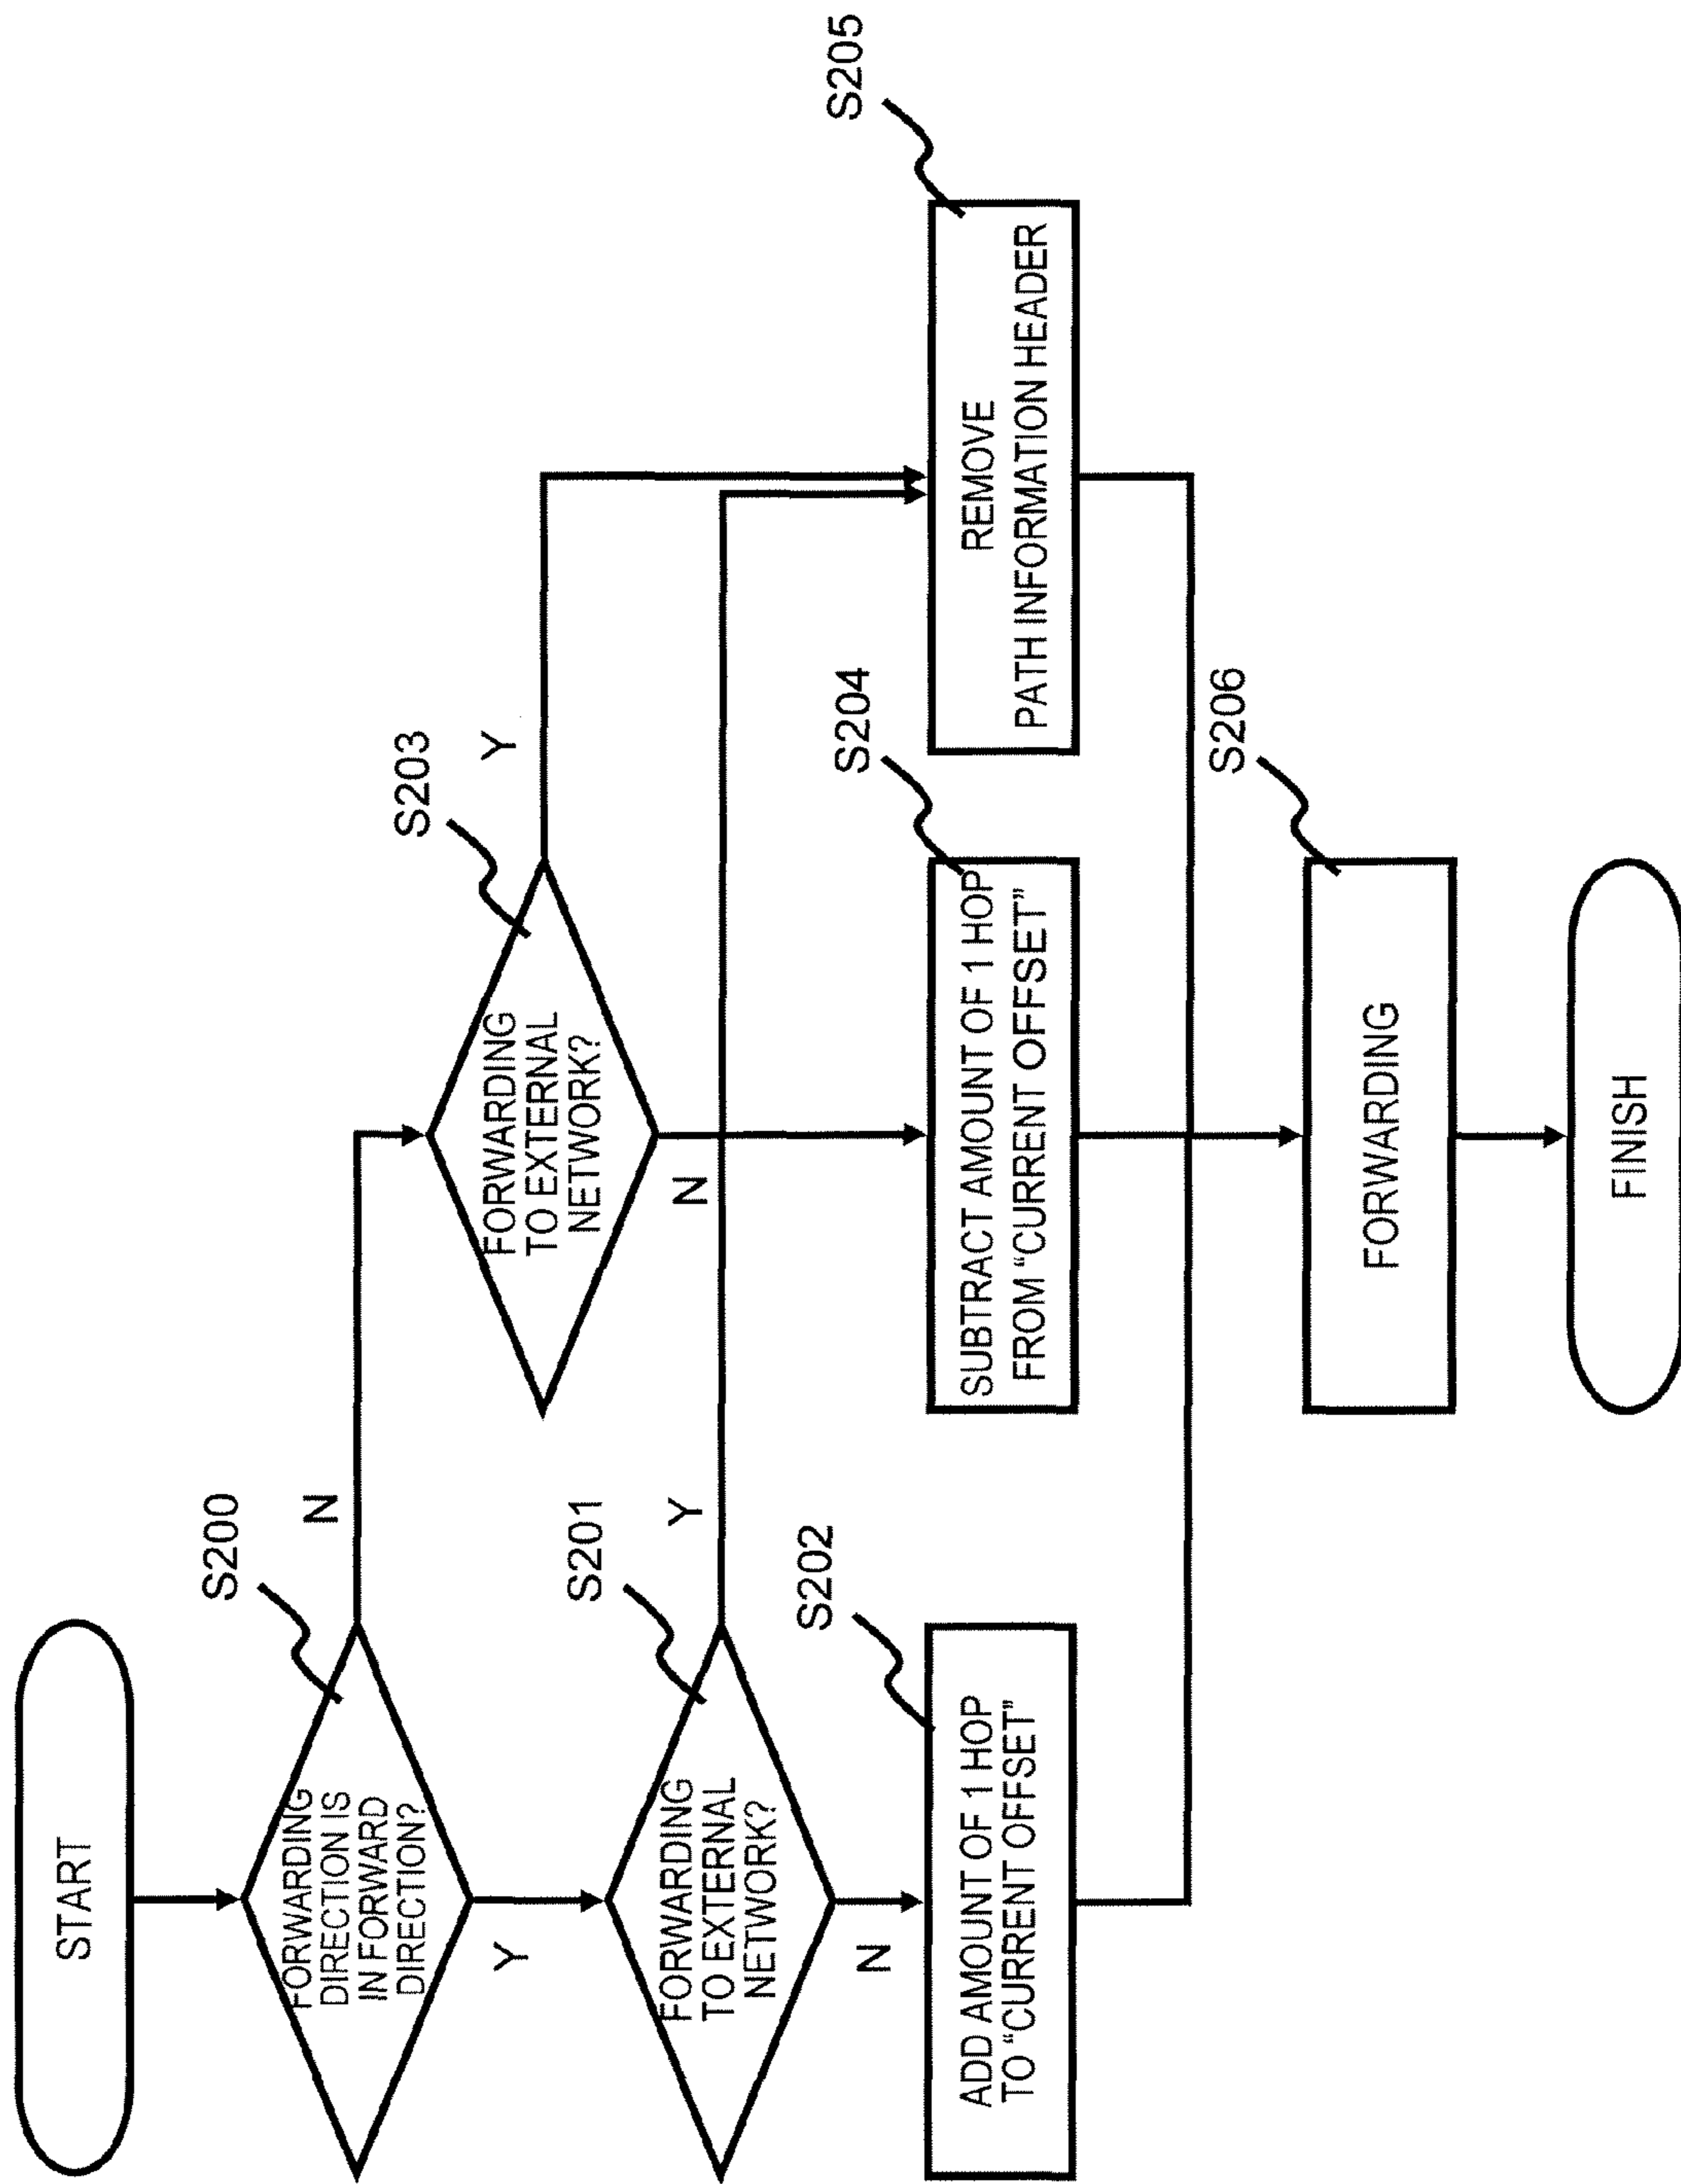 START
S200
FORWARDING
DIRECTION IS
IN FORWARD
DIRECTION?
N
Y
S201
FORWARDING
TO EXTERNAL
NETWORK?
Y
N
S203
FORWARDING
TO EXTERNAL
NETWORK?
Y
N
S202
ADD AMOUNT OF 1 HOP
TO “CURRENT OFFSET”
S204
SUBTRACT AMOUNT OF 1 HOP
FROM “CURRENT OFFSET”
S205
REMOVE
PATH INFORMATION HEADER
S206
FORWARDING
FINISH